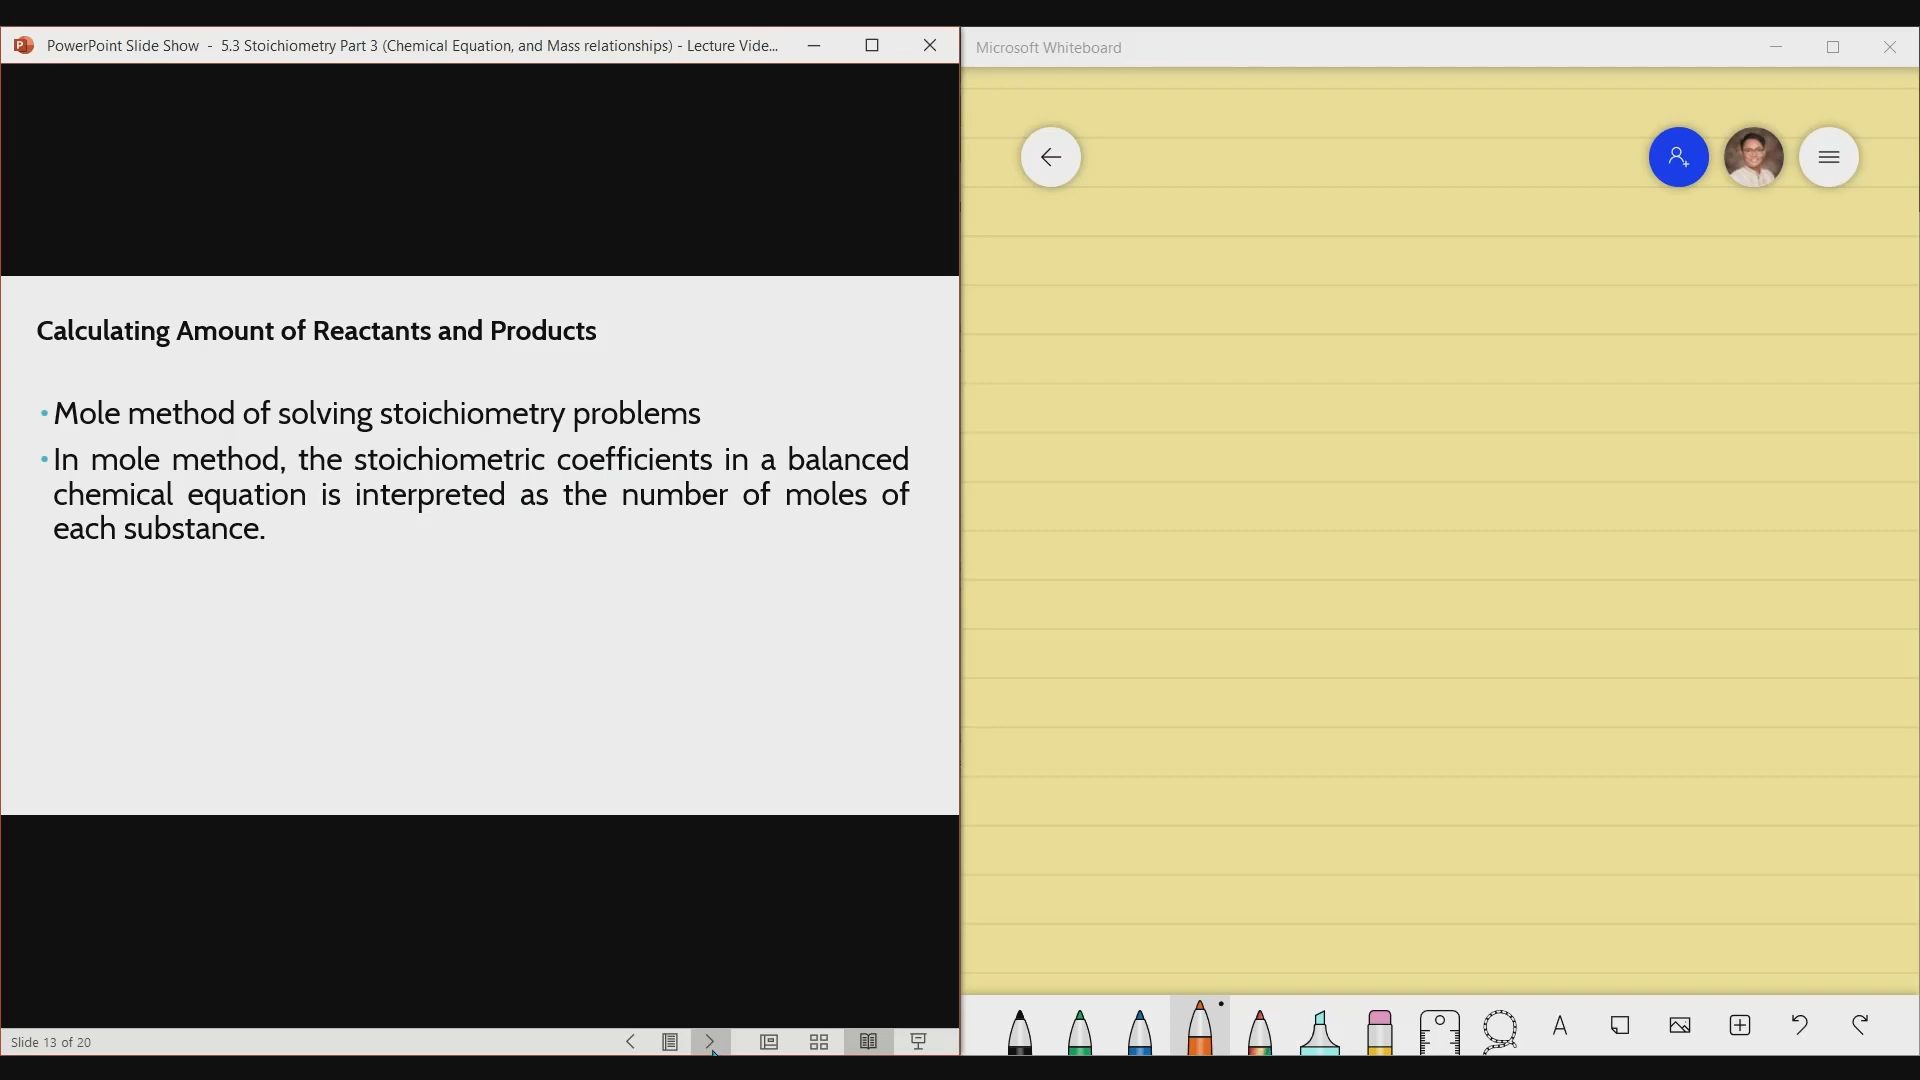 PowerPoint Slide Show - 5.3 Stoichiometry Part 3 (Chemical Equation, and Mass relationships) - Lecture Vide...
Microsoft Whiteboard
Calculating Amount of Reactants and Products
• Mole method of solving stoichiometry problems
• In mole method, the stoichiometric coefficients in a balanced
chemical equation is interpreted as the number of moles of
each substance.
Slide 13 of 20